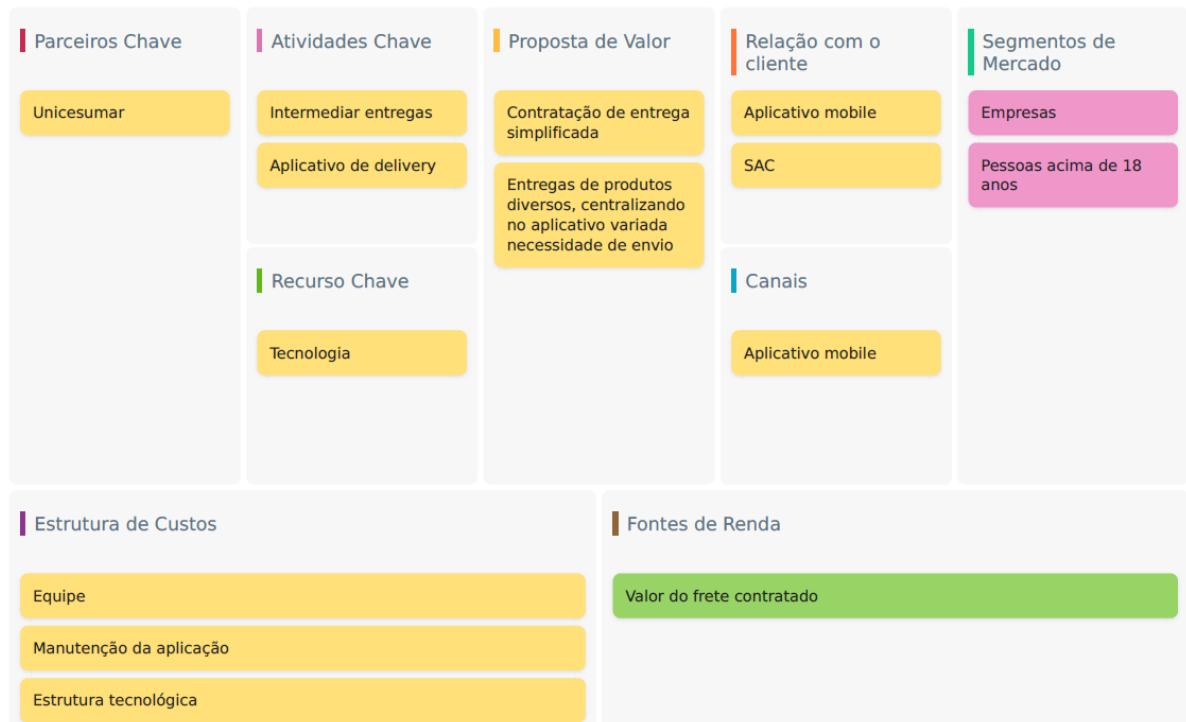 Parceiros Chave
Unicesumar
Atividades Chave
Intermediar entregas
Aplicativo de delivery
Recurso Chave
Tecnologia
Proposta de Valor
Contratação de entrega
simplificada
Entregas de produtos
diversos, centralizando
no aplicativo variada
necessidade de envio
Relação com o
cliente
Aplicativo mobile
SAC
Canais
Aplicativo mobile
Segmentos de
Mercado
Empresas
Pessoas acima de 18
anos
Estrutura de Custos
Equipe
Manutenção da aplicação
Estrutura tecnológica
Fontes de Renda
Valor do frete contratado